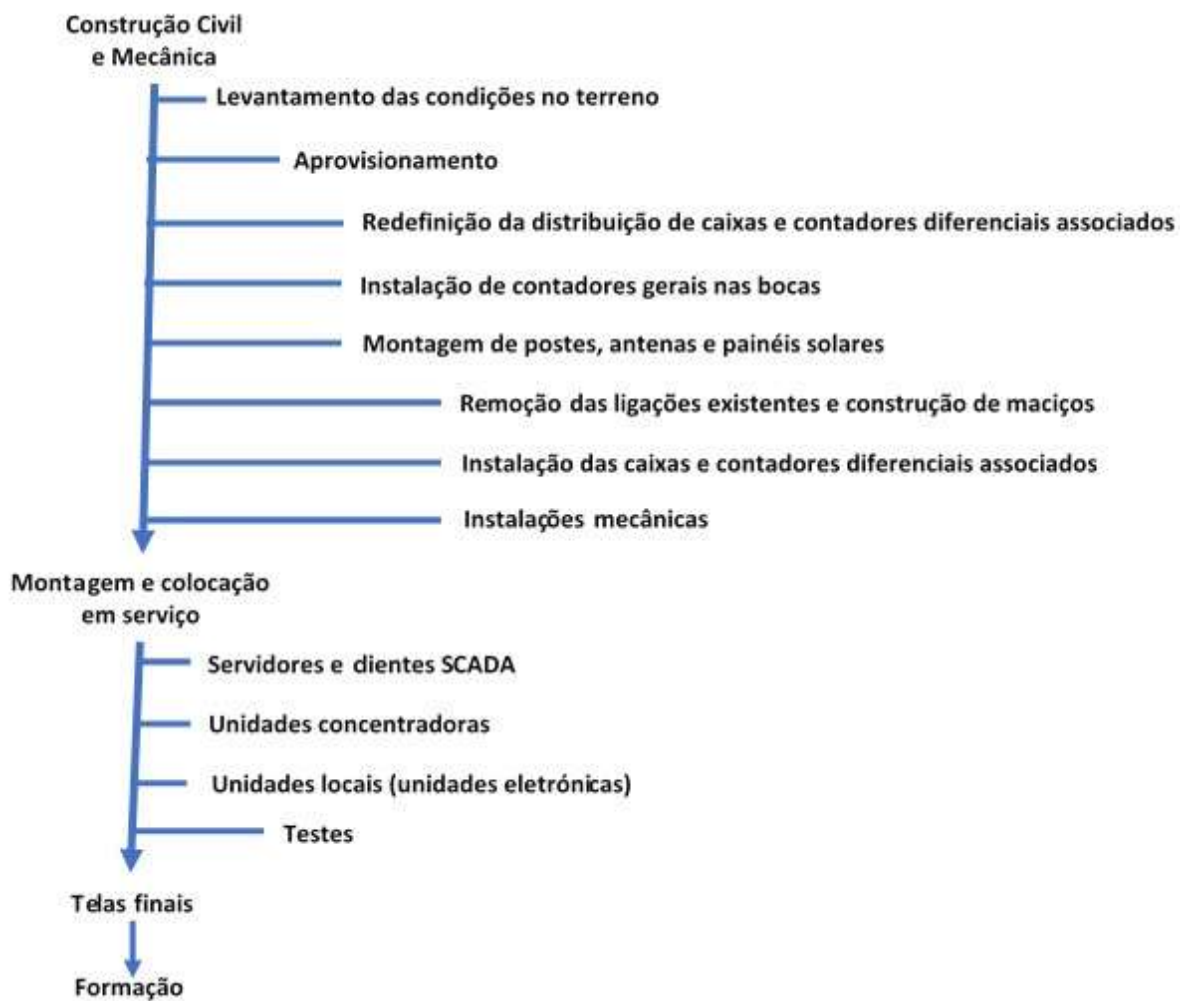 Construção Civil
e Mecânica
Levantamento das condições no terreno
Aprovisionamento
Redefinição da distribuição de caixas e contadores diferenciais associados
Instalação de contadores gerais nas bocas
Montagem de postes, antenas e painéis solares
Remoção das ligações existentes e construção de maciços
Instalação das caixas e contadores diferenciais associados
Instalações mecânicas
Montagem e colocação
em serviço
Servidores e dientes SCADA
Unidades concentradoras
Unidades locais (unidades eletrónicas)
Testes
Telas finais
Formação